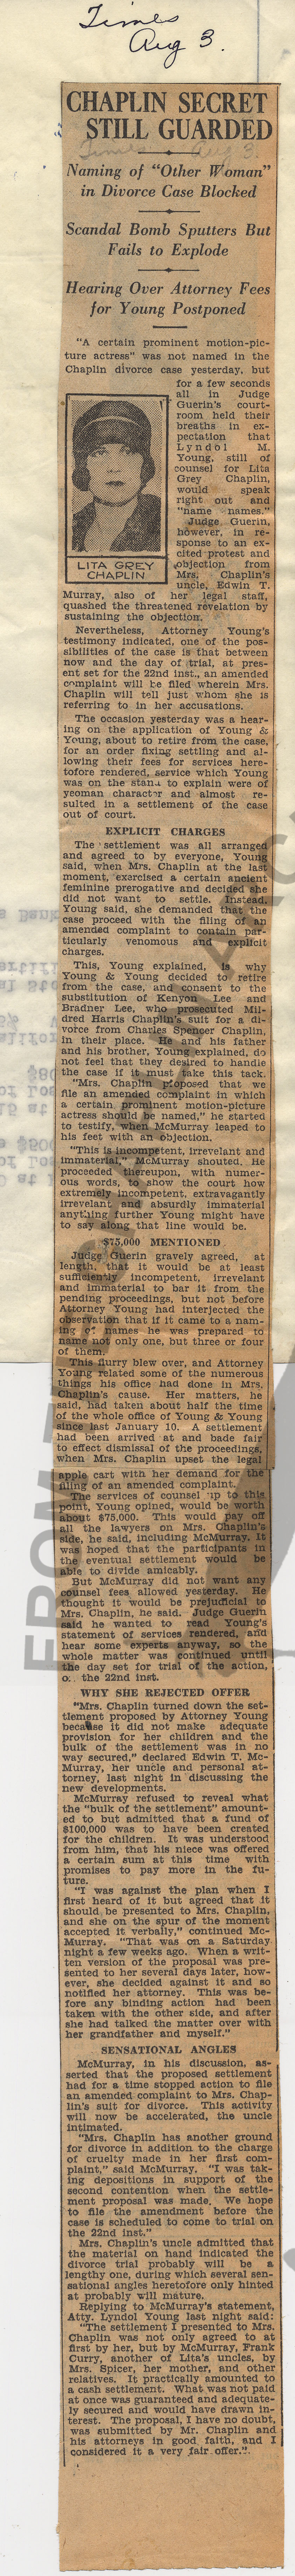 Times
Aug 3.
CHAPLIN SECRET
STILL GUARDED
Times Aug 3.
Naming of "Other Woman"
in Divorce Case Blocked
Scandal Bomb Sputters But
Fails to Explode
Hearing Over Attorney Fees
for Young Postponed
"A certain prominent motion-pic-
ture actress" was not named in the
Chaplin divorce case yesterday, but
for a few seconds
all in Judge
Guerin's court-
room held their
breaths in ex-
pectation that
Lyndol M.
Young, still of
counsel for Lita
Grey Chaplin,
would speak
right out and
"name names."
Judge Guerin,
however, in re-
sponse to an ex-
cited protest and
objection from
Mrs. Chaplin's
uncle, Edwin T.
LITA GREY
CHAPLIN
Murray, also of her legal staff,
quashed the threatened revelation by
sustaining the objection.
Nevertheless, Attorney Young's
testimony indicated, one of the pos-
sibilities of the case is that between
now and the day of trial, at pres-
ent set for the 22nd inst., an amended
complaint will be filed wherein Mrs.
Chaplin will tell just whom she is
referring to in her accusations.
The occasion yesterday was a hear-
ing on the application of Young &
Young, about to retire from the case,
for an order fixing settling and al-
lowing their fees for services here-
tofore rendered, service which Young
was on the stand to explain were of
yeoman character and almost re-
sulted in a settlement of the case
out of court.
EXPLICIT CHARGES
The settlement was all arranged
and agreed to by everyone, Young
said, when Mrs. Chaplin at the last
moment, exercised a certain ancient
feminine prerogative and decided she
did not want to settle. Instead,
Young said, she demanded that the
case proceed with the filing of an
amended complaint to contain par-
ticularly venomous and explicit
charges.
This, Young explained, is why
Young & Young decided to retire
from the case, and consent to the
substitution of Kenyon Lee and
Bradner Lee, who prosecuted Mil-
dred Harris Chaplin's suit for a di-
vorce from Charles Spencer Chaplin,
in their place. He and his father
and his brother, Young explained, do
not feel that they desired to handle
the case if it must take this tack.
"Mrs. Chaplin proposed that we
file an amended complaint in which
a certain prominent motion-picture
actress should be named," he started
to testify, when McMurray leaped to
his feet with an objection.
"This is incompetent, irrelevant and
immaterial," McMurray shouted. He
proceeded thereupon, with nume-
ous words, to show the court how
extremely incompetent, extravagantly
irrelevant and absurdly immaterial
anything further Young might have
to say along that line would be.
$75,000 MENTIONED
Judge Guerin gravely agreed, at
length, that it would be at least
sufficiently incompetent, irrelevant
and immaterial to bar it from the
pending proceedings, but not before
Attorney Young had interjected the
observation that if it came to a nam-
ing of names he was prepared to
name not only one, but three or four
of them.
This flurry blew over, and Attorney
Young related some of the numerous
things his office had done in Mrs.
Chaplin's cause. Her matters, he
said, had taken about half the time
of the whole office of Young & Young
since last January 10. A settlement
had been arrived at and bade fair
to effect dismissal of the proceedings,
when Mrs. Chaplin upset the legal
apple cart with her demand for the
filing of an amended complaint.
The services of counsel up to this
point, Young opined, would be worth
about $75,000. This would pay off
all the lawyers on Mrs. Chaplin's
side, he said, including McMurray. It
was hoped that the participants in
the eventual settlement would be
able to divide amicably.
But McMurray did not want any
counsel fees allowed yesterday. He
thought it would be prejudicial to
Mrs. Chaplin, he said. Judge Guerin
said he wanted to read Young's
statement of services rendered, and
hear some experts anyway, so the
whole matter was continued until
the day set for trial of the action,
o.. the 22nd inst.
WHY SHE REJECTED OFFER
"Mrs. Chaplin turned down the set-
tlement proposed by Attorney Young
because it did not make adequate
provision for her children and the
bulk of the settlement was in no
way secured," declared Edwin T. Mc-
Murray, her uncle and personal at-
torney, last night in discussing the
new developments.
McMurray refused to reveal what
the "bulk of the settlement" amount-
ed to but admitted that a fund of
$100,000 was to have been created
for the children. It was understood
from him, that his niece was offered
a certain sum at this time with
promises to pay more in the fu-
ture.
"I was against the plan when I
first heard of it but agreed that it
should be presented to Mrs. Chaplin,
and she on the spur of the moment
accepted it verbally," continued Mc-
Murray. "That was on a Saturday
night a few weeks ago. When a writ-
ten version of the proposal was pre-
sented to her several days later, how-
ever, she decided against it and so
notified her attorney. This was be-
fore any binding action had been
taken with the other side, and after
she had talked the matter over with
her grandfather and myself."
SENSATIONAL ANGLES
McMurray, in his discussion, as-
serted that the proposed settlement
had for a time stopped action to file
an amended complaint to Mrs. Chap-
lin's suit for divorce. This activity
will now be accelerated, the uncle
intimated.
"Mrs. Chaplin has another ground
for divorce in addition to the charge
of cruelty made in her first com-
plaint," said McMurray, "I was tak-
ing depositions in support of the
second contention when the settle-
ment proposal was made. We hope
to file the amendment before the
case is scheduled to come to trial on
the 22nd inst."
Mrs. Chaplin's uncle admitted that
the material on hand indicated the
divorce trial probably will be a
lengthy one, during which several sen-
sational angles heretofore only hinted
at probably will mature.
Replying to McMurray's statement,
Atty. Lyndol Young last night said:
"The settlement I presented to Mrs.
Chaplin was not only agreed to at
first by her, but by McMurray, Frank
Curry, another of Lita's uncles, by
Mrs. Spicer, her mother, and other
relatives. It practically amounted to
a cash settlement. What was not paid
at once was guaranteed and adequate-
ly secured and would have drawn in-
terest. The proposal, I have no doubt,
was submitted by Mr. Chaplin and
his attorneys in good faith, and I
considered it a very fair offer."